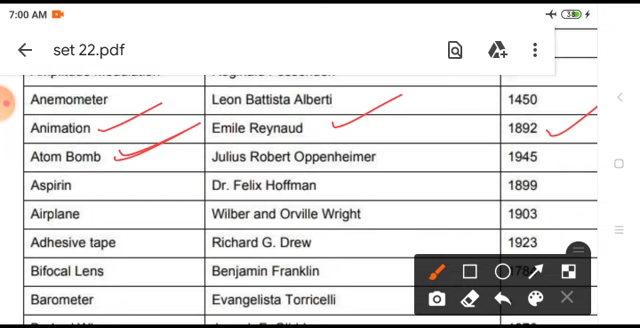 7:00 AM 38
set 22.pdf
Anemometer Leon Battista Alberti 1450
Animation Emile Reynaud 1892
Atom Bomb Julius Robert Oppenheimer 1945
Aspirin Dr. Felix Hoffman 1899
Airplane Wilber and Orville Wright 1903
Adhesive tape Richard G. Drew 1923
Bifocal Lens Benjamin Franklin
Barometer Evangelista Torricelli